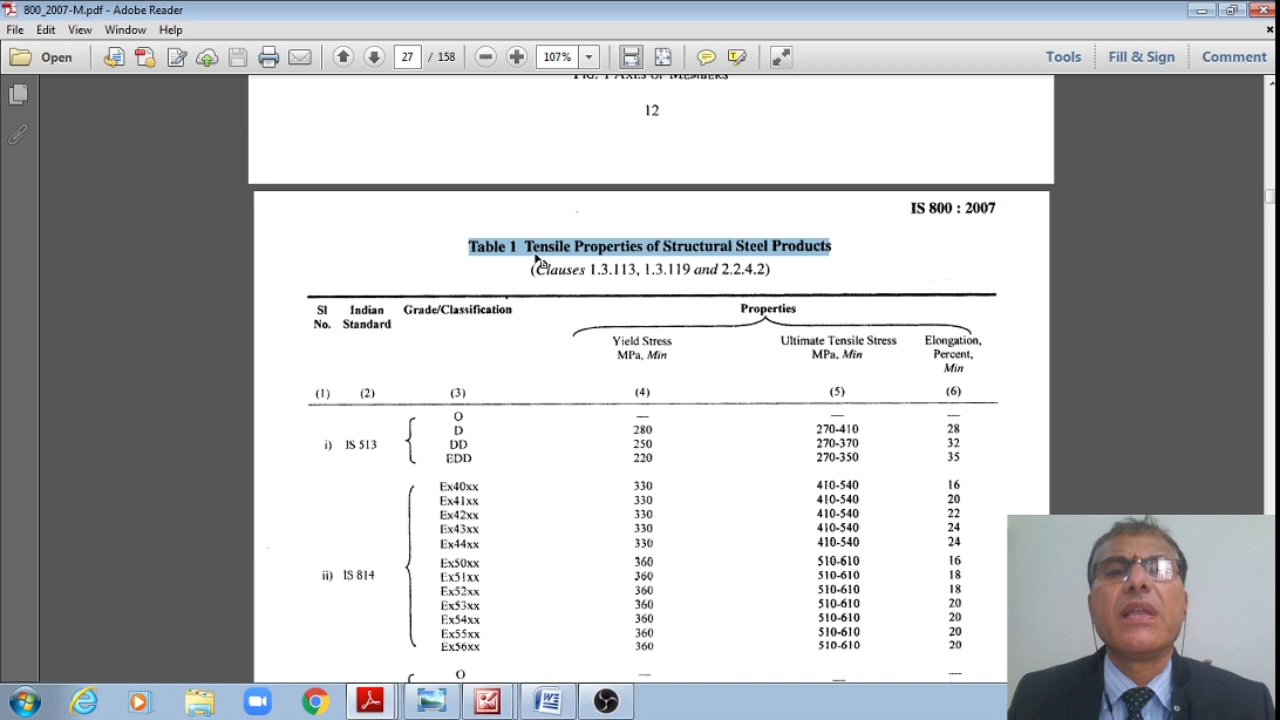 800_2007-M.pdf - Adobe Reader
File Edit View Window Help
Open 27 / 158 107% Tools Fill & Sign Comment
FIG. 1 AXES OF MEMBERS
12
IS 800 : 2007
Table 1 Tensile Properties of Structural Steel Products
(Clauses 1.3.113, 1.3.119 and 2.2.4.2)
Sl No. Indian Standard Grade/Classification Properties
Yield Stress MPa, Min Ultimate Tensile Stress MPa, Min Elongation, Percent, Min
(1) (2) (3) (4) (5) (6)
O — — —
D 280 270-410 28
i) IS 513 DD 250 270-370 32
EDD 220 270-350 35
Ex40xx 330 410-540 16
Ex41xx 330 410-540 20
Ex42xx 330 410-540 22
Ex43xx 330 410-540 24
Ex44xx 330 410-540 24
Ex50xx 360 510-610 16
ii) IS 814 Ex51xx 360 510-610 18
Ex52xx 360 510-610 18
Ex53xx 360 510-610 20
Ex54xx 360 510-610 20
Ex55xx 360 510-610 20
Ex56xx 360 510-610 20
O — — —